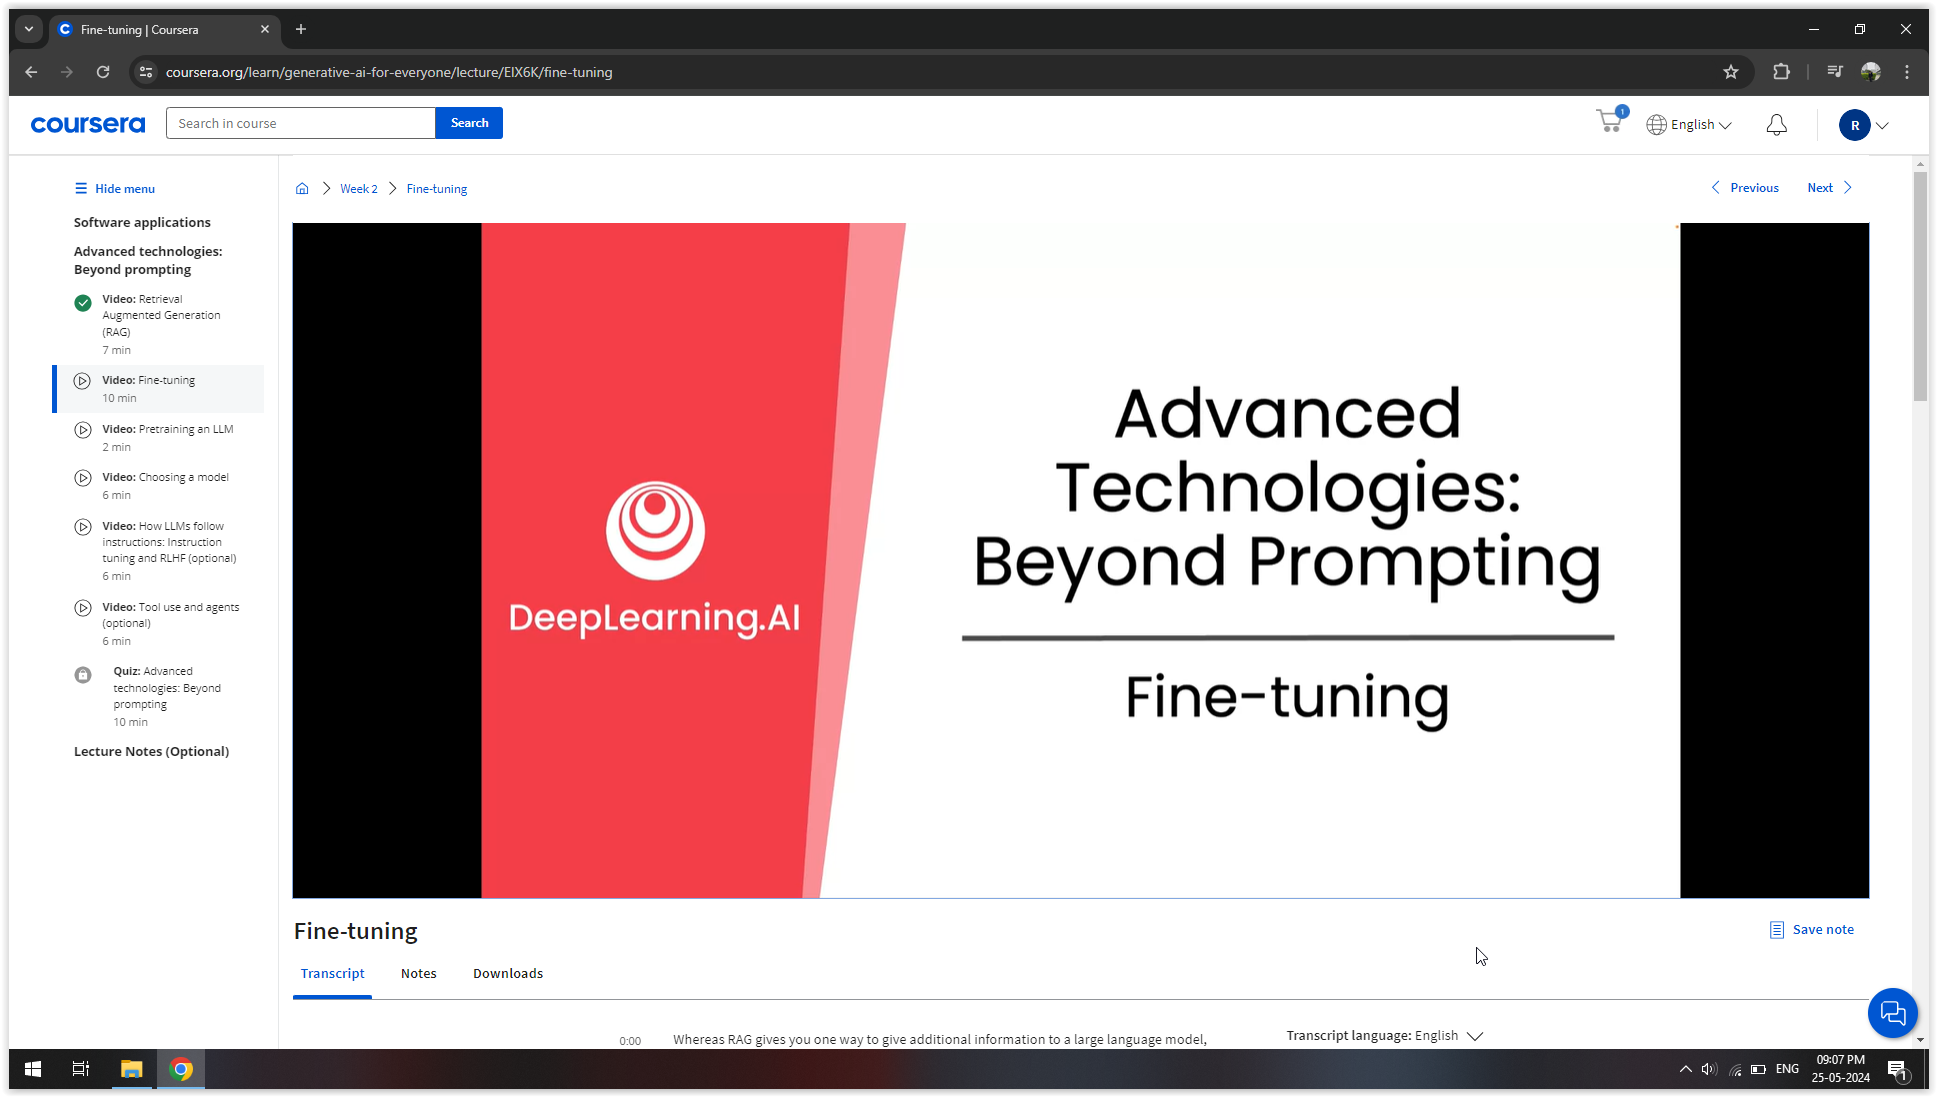 Fine-tuning | Coursera
coursera.org/learn/generative-ai-for-everyone/lecture/EIX6K/fine-tuning
coursera
Search in course
Search
1
English
R
Hide menu
Software applications
Advanced technologies:
Beyond prompting
Video: Retrieval
Augmented Generation
(RAG)
7 min
Video: Fine-tuning
10 min
Video: Pretraining an LLM
2 min
Video: Choosing a model
6 min
Video: How LLMs follow
instructions: Instruction
tuning and RLHF (optional)
6 min
Video: Tool use and agents
(optional)
6 min
Quiz: Advanced
technologies: Beyond
prompting
10 min
Lecture Notes (Optional)
Week 2
Fine-tuning
Previous
Next
DeepLearning.AI
Advanced
Technologies:
Beyond Prompting
Fine-tuning
Fine-tuning
Save note
Transcript
Notes
Downloads
0:00
Whereas RAG gives you one way to give additional information to a large language model,
Transcript language: English
ENG
09:07 PM
25-05-2024
1